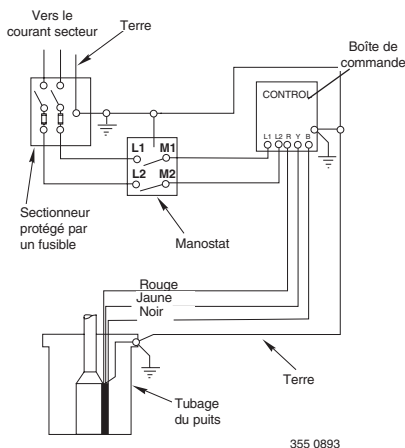 Vers le
courant secteur
Terre
Boîte de
commande
CONTROL
L1 L2 R Y B
L1 M1
L2 M2
Sectionneur
protégé par
un fusible
Manostat
Rouge
Jaune
Noir
Terre
Tubage
du puits
355 0893